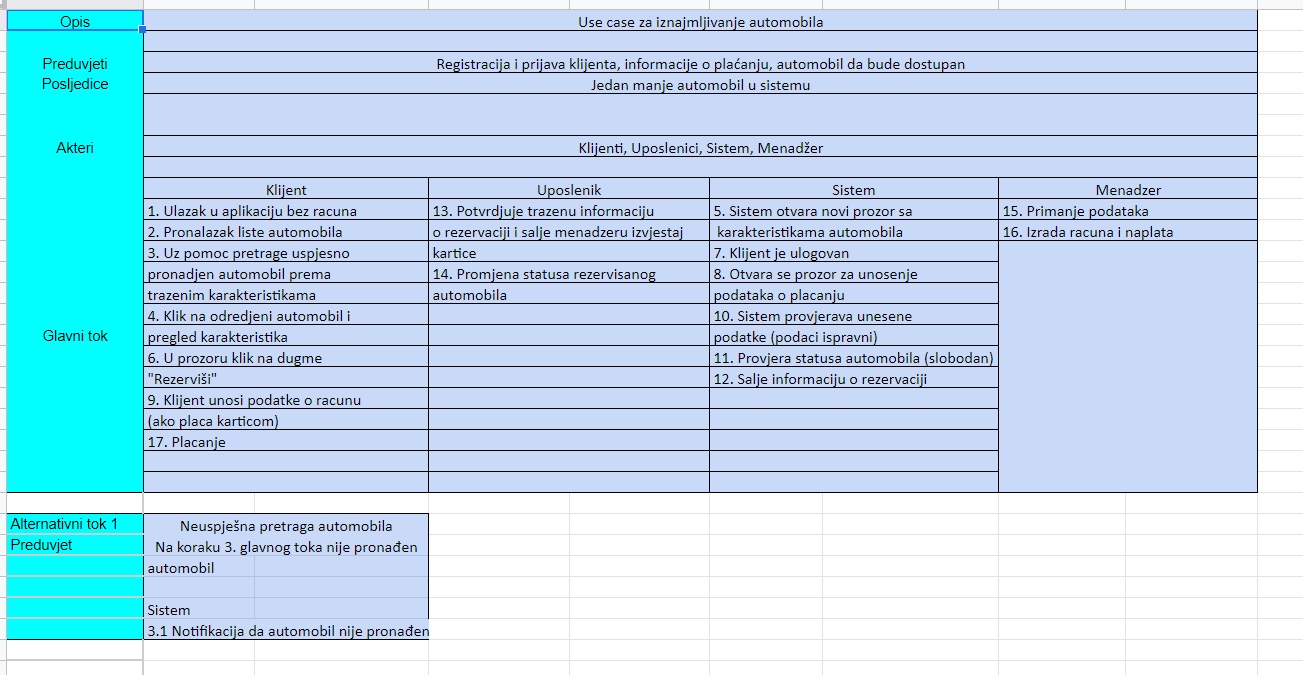 Opis
Use case za iznajmljivanje automobila
Preduvjeti
Registracija i prijava klijenta, informacije o plaćanju, automobil da bude dostupan
Posljedice
Jedan manje automobil u sistemu
Akteri
Klijenti, Uposlenici, Sistem, Menadžer
Glavni tok
Klijent
1. Ulazak u aplikaciju bez racuna
2. Pronalazak liste automobila
3. Uz pomoc pretrage uspjesno
pronadjen automobil prema
trazenim karakteristikama
4. Klik na odredjeni automobil i
pregled karakteristika
6. U prozoru klik na dugme
"Rezerviši"
9. Klijent unosi podatke o racunu
(ako placa karticom)
17. Placanje
Uposlenik
13. Potvrdjuje trazenu informaciju
o rezervaciji i salje menadzeru izvjestaj
kartice
14. Promjena statusa rezervisanog
automobila
Sistem
5. Sistem otvara novi prozor sa
karakteristikama automobila
7. Klijent je ulogovan
8. Otvara se prozor za unosenje
podataka o placanju
10. Sistem provjerava unesene
podatke (podaci ispravni)
11. Provjera statusa automobila (slobodan)
12. Salje informaciju o rezervaciji
Menadzer
15. Primanje podataka
16. Izrada racuna i naplata
Alternativni tok 1
Neuspješna pretraga automobila
Preduvjet
Na koraku 3. glavnog toka nije pronađen
automobil
Sistem
3.1 Notifikacija da automobil nije pronađen